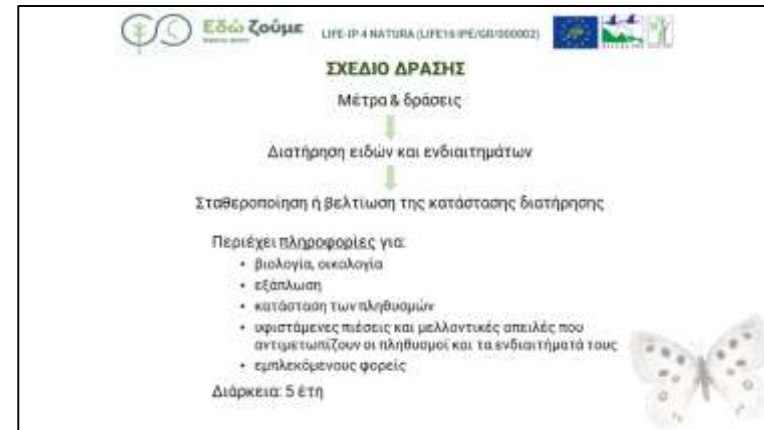 Εδώ ζούμε LIFE-IP 4 NATURA (LIFE16 IPE/GR/000002)
ΣΧΕΔΙΟ ΔΡΑΣΗΣ
Μέτρα & δράσεις
Διατήρηση ειδών και ενδιαιτημάτων
Σταθεροποίηση ή βελτίωση της κατάστασης διατήρησης
Περιέχει πληροφορίες για:
• βιολογία, οικολογία
• εξάπλωση
• κατάσταση των πληθυσμών
• υφιστάμενες πιέσεις και μελλοντικές απειλές που
αντιμετωπίζουν οι πληθυσμοί και τα ενδιαιτήματά τους
• εμπλεκόμενους φορείς
Διάρκεια: 5 έτη